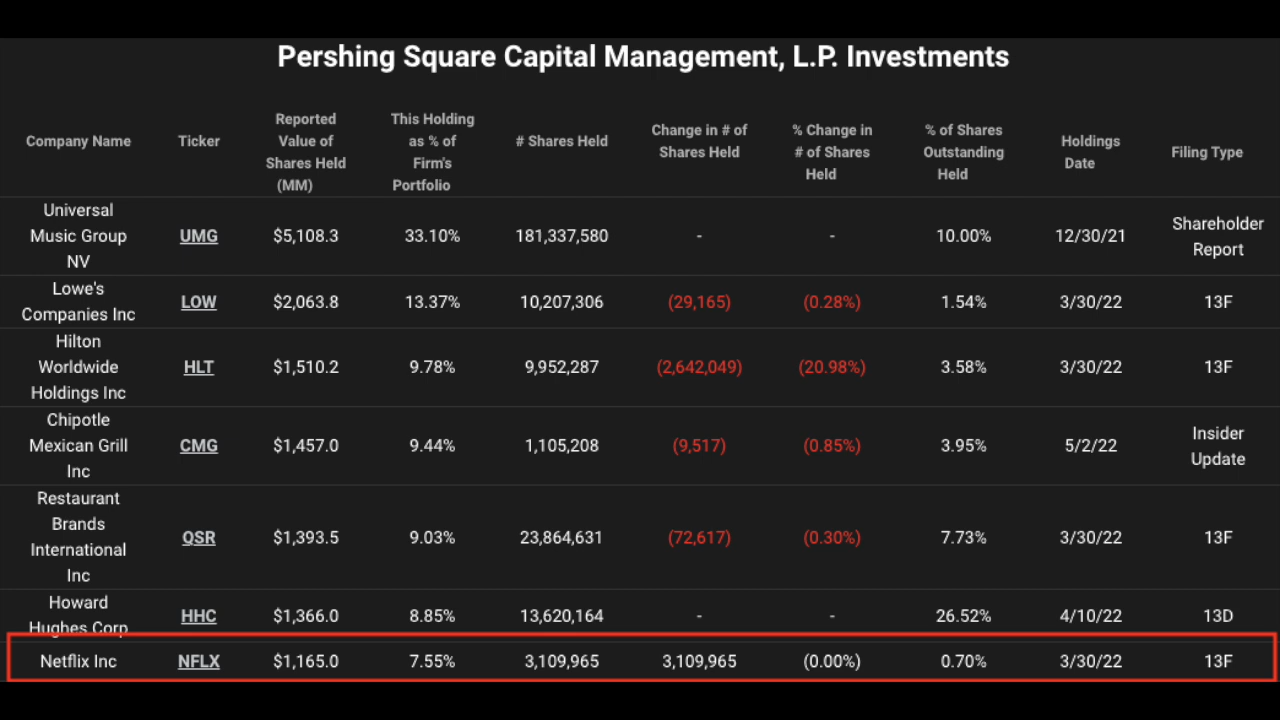 Pershing Square Capital Management, L.P. Investments
Company Name
Ticker
Reported
Value of
Shares Held
(MM)
This Holding
as % of
Firm's
Portfolio
# Shares Held
Change in # of
Shares Held
% Change in
# of Shares
Held
% of Shares
Outstanding
Held
Holdings
Date
Filing Type
Universal
Music Group
NV
UMG
$5,108.3
33.10%
181,337,580
-
-
10.00%
12/30/21
Shareholder
Report
Lowe's
Companies Inc
LOW
$2,063.8
13.37%
10,207,306
(29,165)
(0.28%)
1.54%
3/30/22
13F
Hilton
Worldwide
Holdings Inc
HLT
$1,510.2
9.78%
9,952,287
(2,642,049)
(20.98%)
3.58%
3/30/22
13F
Chipotle
Mexican Grill
Inc
CMG
$1,457.0
9.44%
1,105,208
(9,517)
(0.85%)
3.95%
5/2/22
Insider
Update
Restaurant
Brands
International
Inc
QSR
$1,393.5
9.03%
23,864,631
(72,617)
(0.30%)
7.73%
3/30/22
13F
Howard
Hughes Corp
HHC
$1,366.0
8.85%
13,620,164
-
-
26.52%
4/10/22
13D
Netflix Inc
NFLX
$1,165.0
7.55%
3,109,965
3,109,965
(0.00%)
0.70%
3/30/22
13F